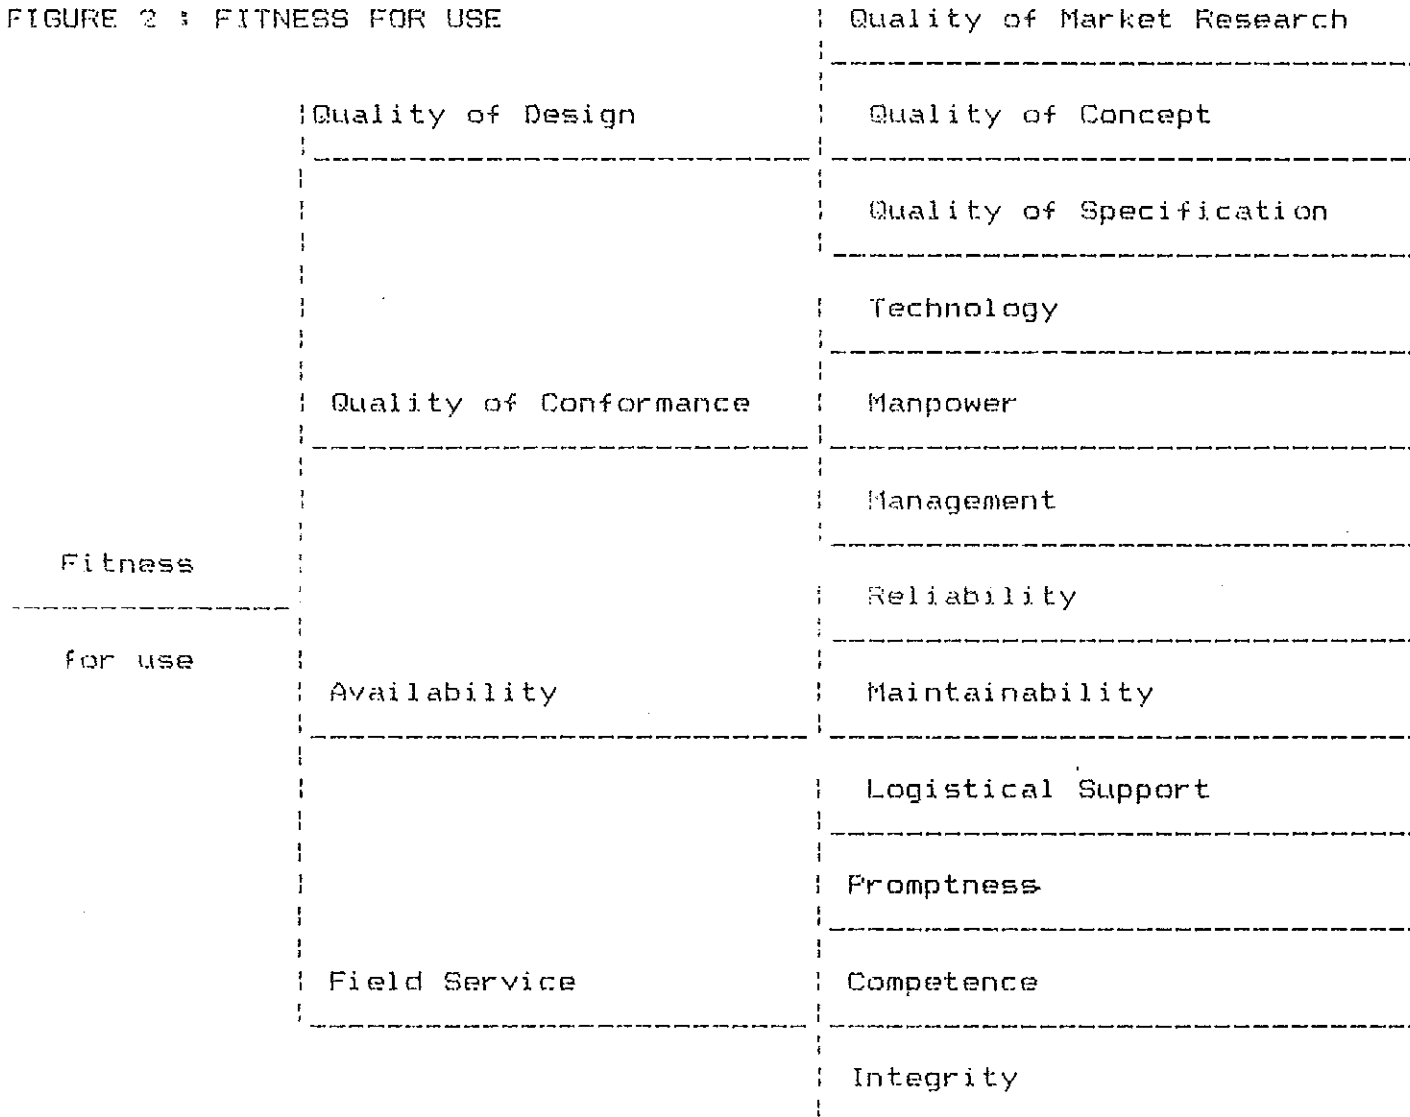 FIGURE 2 : FITNESS FOR USE
Quality of Market Research
Quality of Design
Quality of Concept
Quality of Specification
Technology
Quality of Conformance
Manpower
Management
Fitness
for use
Reliability
Availability
Maintainability
Logistical Support
Promptness
Field Service
Competence
Integrity